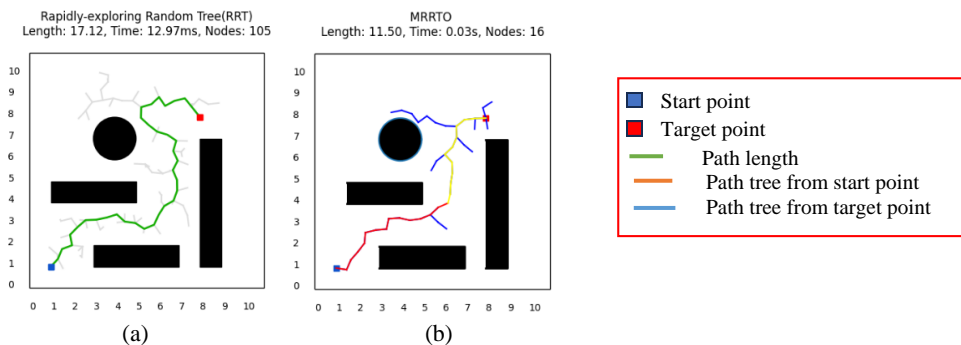 Rapidly-exploring Random Tree(RRT)
Length: 17.12, Time: 12.97ms, Nodes: 105
10
9
8
7
6
5
4
3
2
1
0
0 1 2 3 4 5 6 7 8 9 10
(a)
MRRTO
Length: 11.50, Time: 0.03s, Nodes: 16
10
9
8
7
6
5
4
3
2
1
0
0 1 2 3 4 5 6 7 8 9 10
(b)
Start point
Target point
Path length
Path tree from start point
Path tree from target point